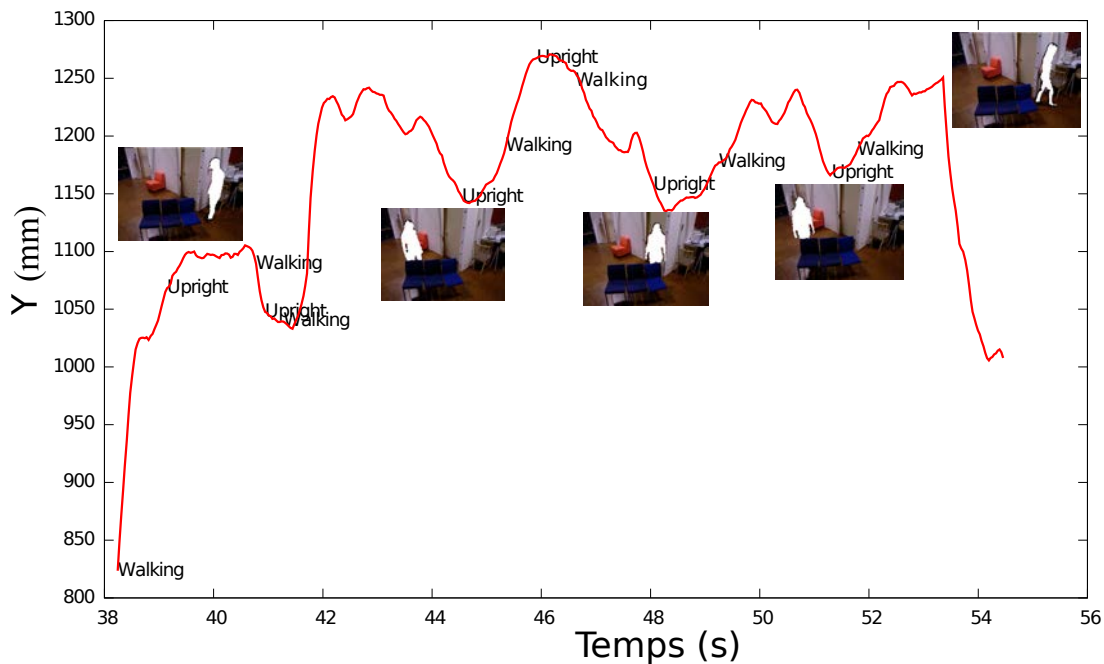 1300
1250
1200
1150
1100
1050
1000
950
900
850
800
Y (mm)
Upright
Walking
Walking
Upright
Walking
Upright
Walking
Upright
Upright
Walking
Upright
Walking
Upright
Walking
Walking
38
40
42
44
46
48
50
52
54
56
Temps (s)